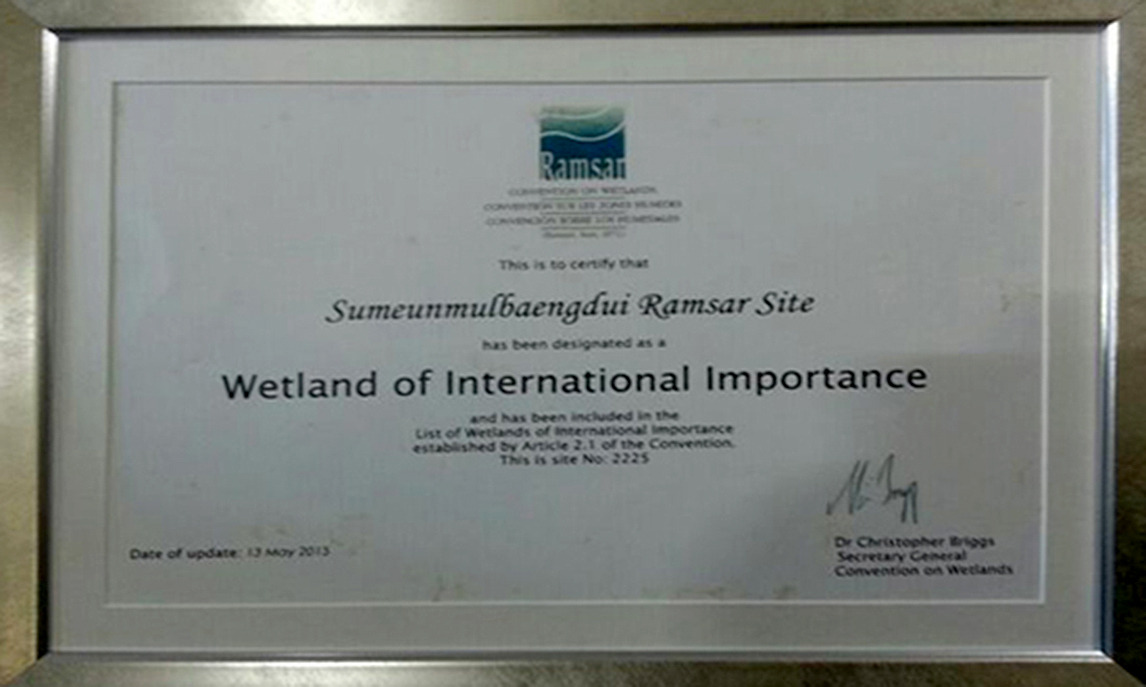 Ramsar
CONVENTION ON WETLANDS
CONVENTION SUR LES ZONES HUMIDES
CONVENCIÓN SOBRE LOS HUMEDALES
This is to certify that
Sumeunmulbaengdui Ramsar Site
has been designated as a
Wetland of International Importance
and has been included in the
List of Wetlands of International Importance
established by Article 2.1 of the Convention.
This is site No: 2225
Dr Christopher Briggs
Secretary General
Convention on Wetlands
Date of update: 13 May